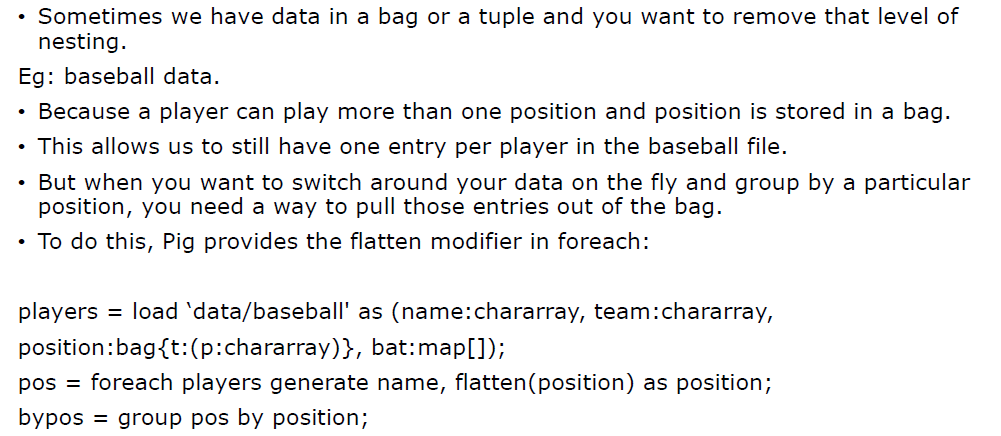 • Sometimes we have data in a bag or a tuple and you want to remove that level of
nesting.
Eg: baseball data.
• Because a player can play more than one position and position is stored in a bag.
• This allows us to still have one entry per player in the baseball file.
• But when you want to switch around your data on the fly and group by a particular
position, you need a way to pull those entries out of the bag.
• To do this, Pig provides the flatten modifier in foreach:
players = load ‵data/baseball' as (name:chararray, team:chararray,
position:bag{t:(p:chararray)}, bat:map[]);
pos = foreach players generate name, flatten(position) as position;
bypos = group pos by position;